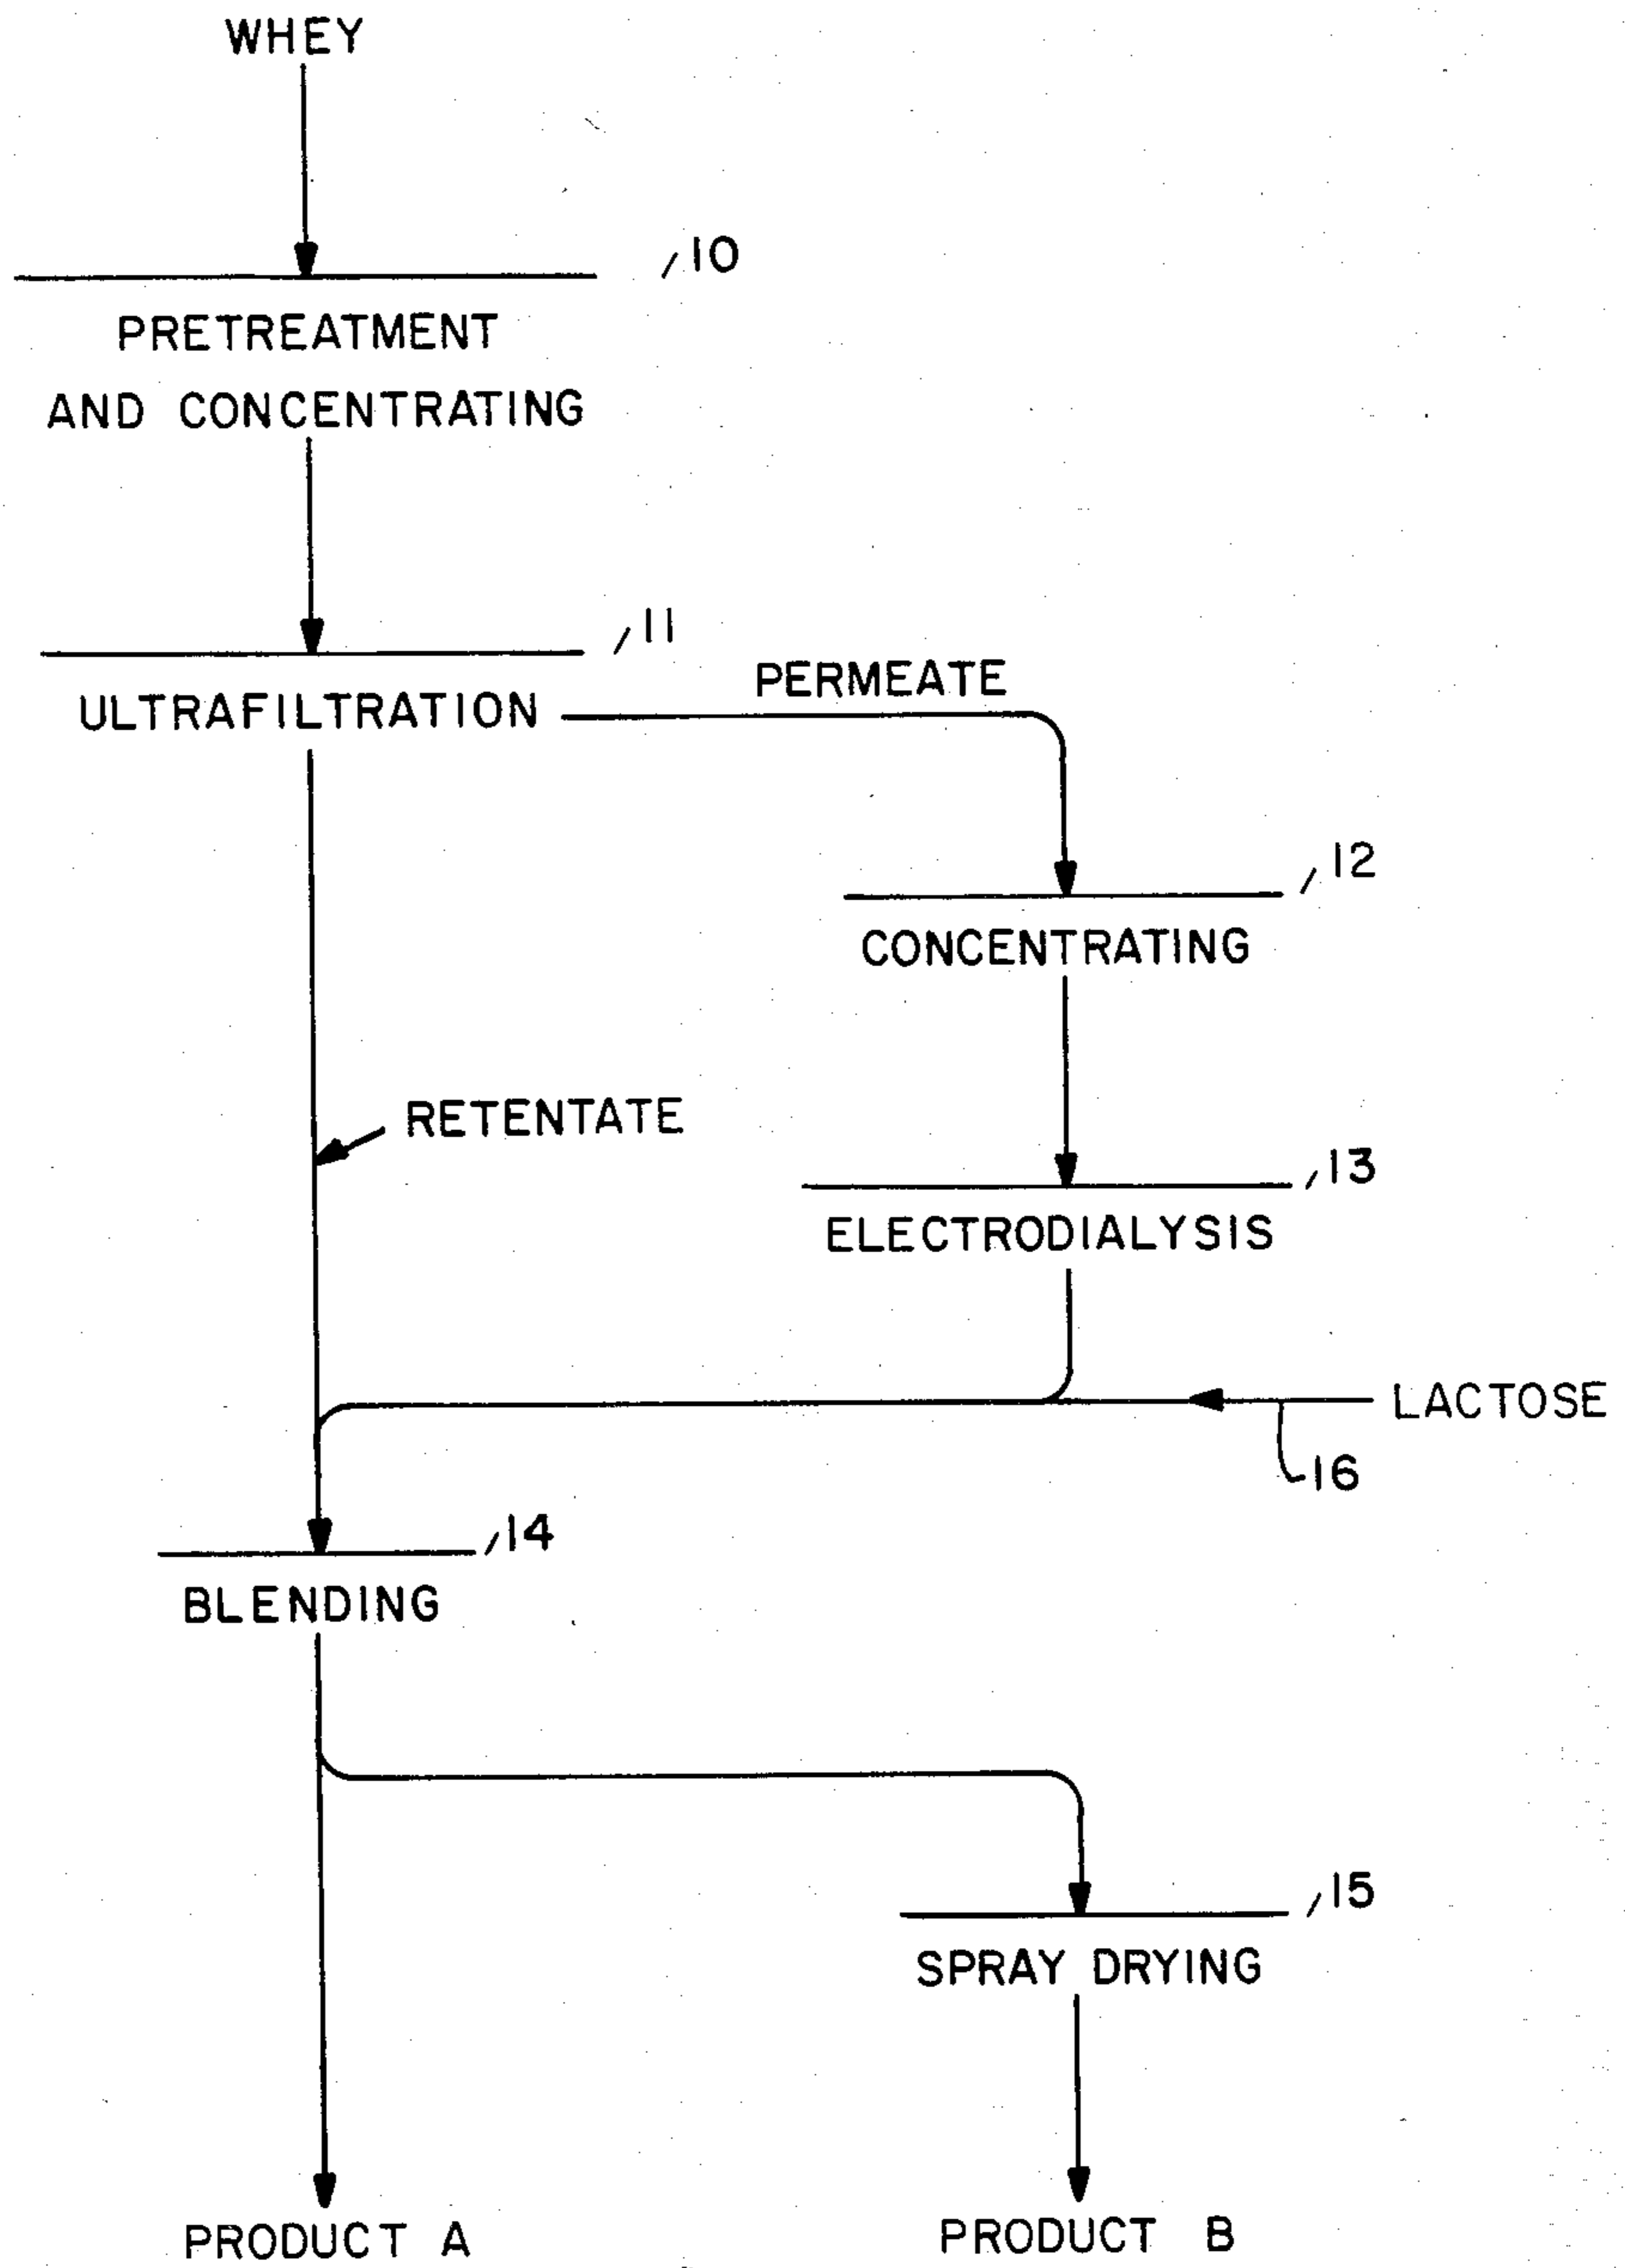 WHEY
10
PRETREATMENT
AND CONCENTRATING
11
PERMEATE
ULTRAFILTRATION
12
CONCENTRATING
RETENTATE
13
ELECTRODIALYSIS
LACTOSE
16
14
BLENDING
15
SPRAY DRYING
PRODUCT A
PRODUCT B